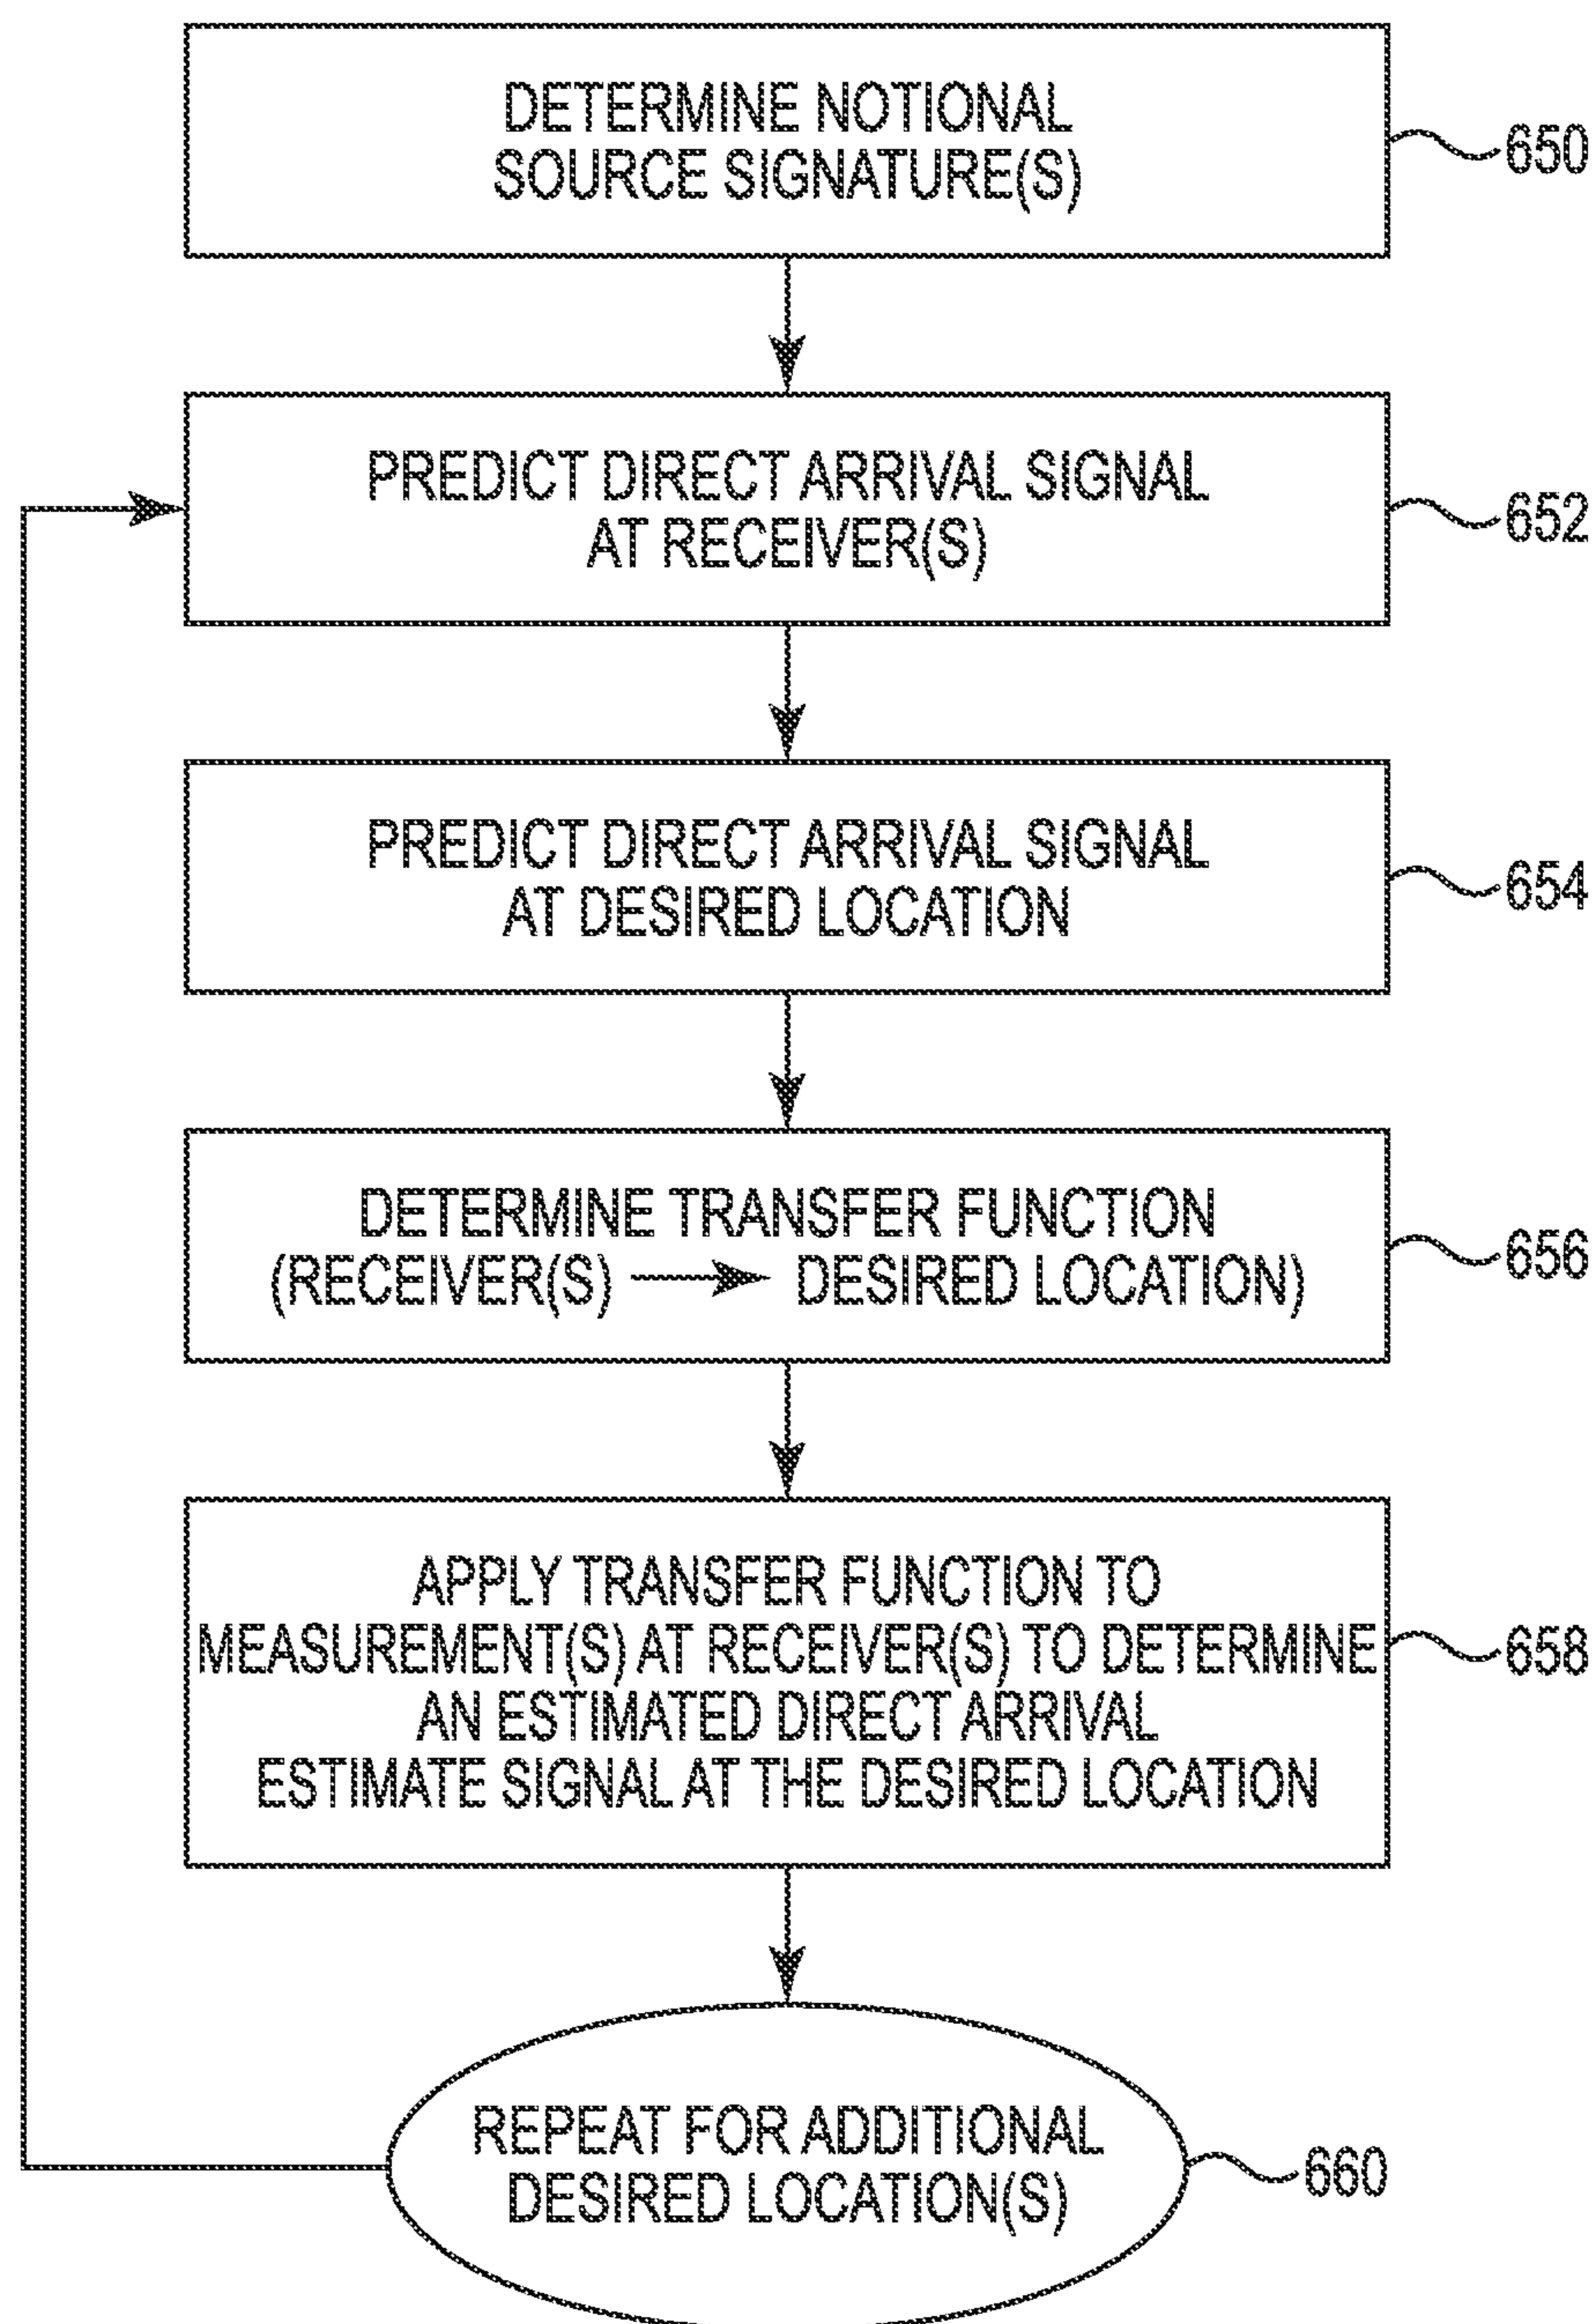 DETERMINE NOTIONAL
SOURCE SIGNATURE(S)
650
PREDICT DIRECT ARRIVAL SIGNAL
AT RECEIVER(S)
652
PREDICT DIRECT ARRIVAL SIGNAL
AT DESIRED LOCATION
654
DETERMINE TRANSFER FUNCTION
(RECEIVER(S) → DESIRED LOCATION)
656
APPLY TRANSFER FUNCTION TO
MEASUREMENT(S) AT RECEIVER(S) TO DETERMINE
AN ESTIMATED DIRECT ARRIVAL
ESTIMATE SIGNAL AT THE DESIRED LOCATION
658
REPEAT FOR ADDITIONAL
DESIRED LOCATION(S)
660